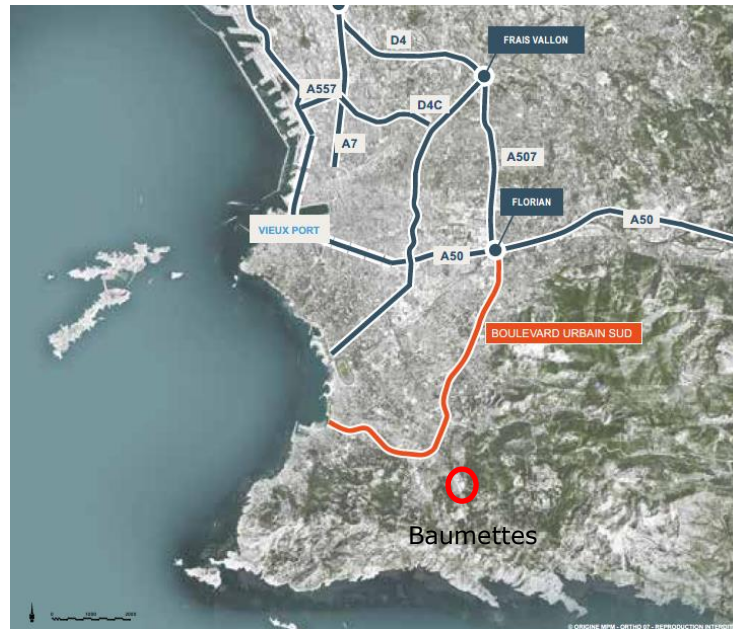 D4
FRAIS VALLON
A557
D4C
A7
A507
FLORIAN
VIEUX PORT
A50
A50
BOULEVARD URBAIN SUD
Baumettes
© ORIGINE MPM - ORTHO 07 - REPRODUCTION INTERDIT